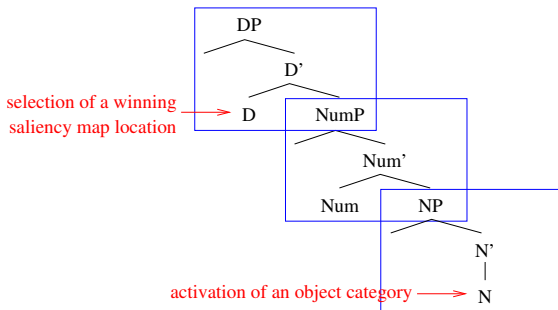 DP
D'
selection of a winning
saliency map location
D
NumP
Num'
Num
NP
N'
activation of an object category
N